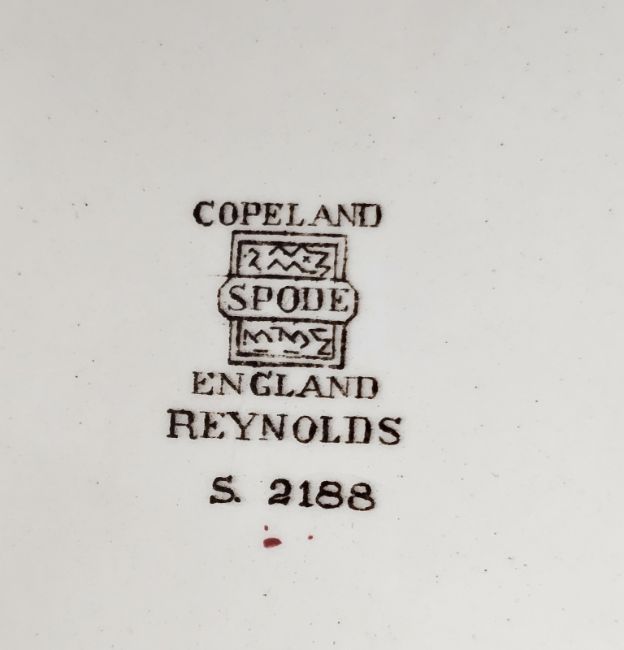 COPELAND
SPODE
ENGLAND
REYNOLDS
S. 2188